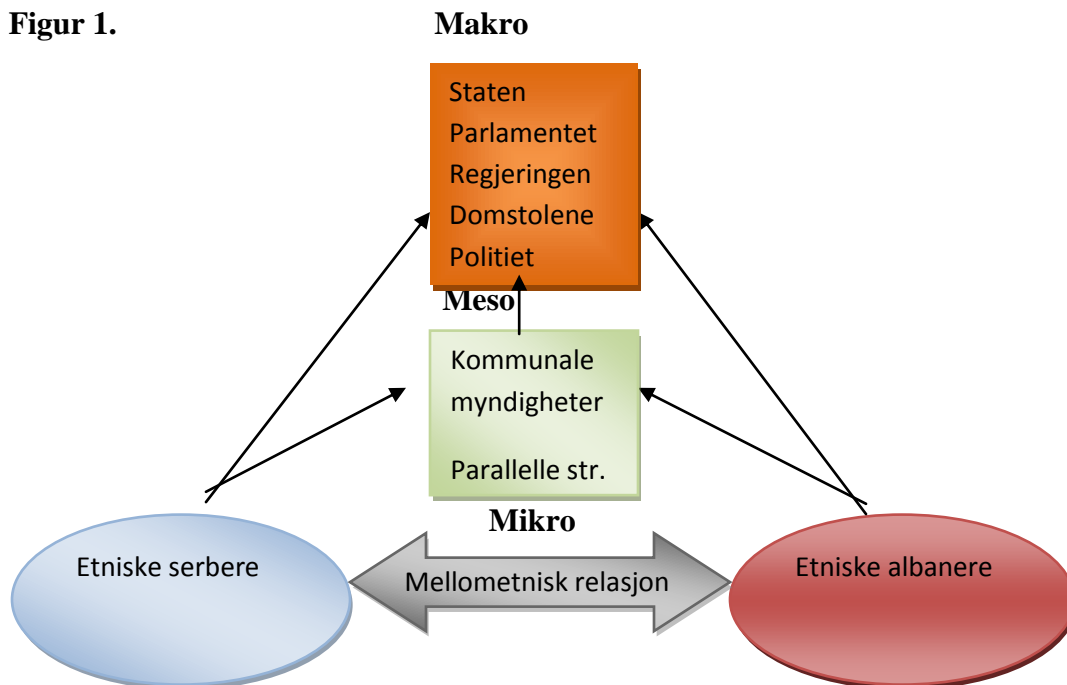 Figur 1.
Makro
Staten
Parlamentet
Regjeringen
Domstolene
Politiet
Meso
Kommunale
myndigheter
Parallelle str.
Mikro
Etniske serbere
Mellometnisk relasjon
Etniske albanere